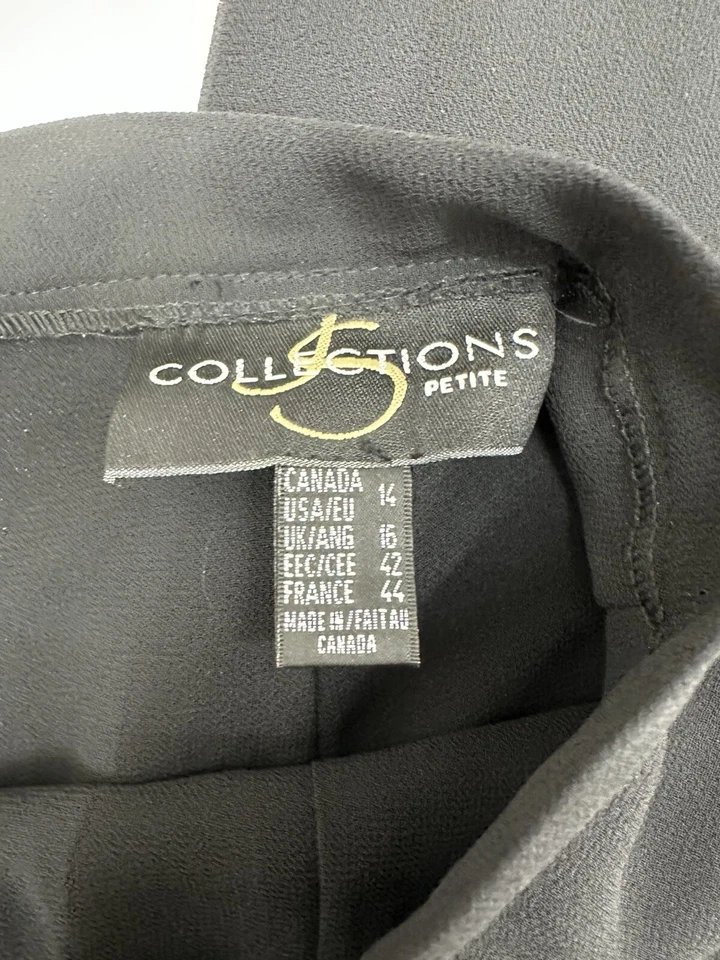 JS
COLLECTIONS
PETITE
CANADA 14
USA/EU
UK/ANG 16
EEC/CEE 42
FRANCE 44
MADE IN/FAIT AU
CANADA